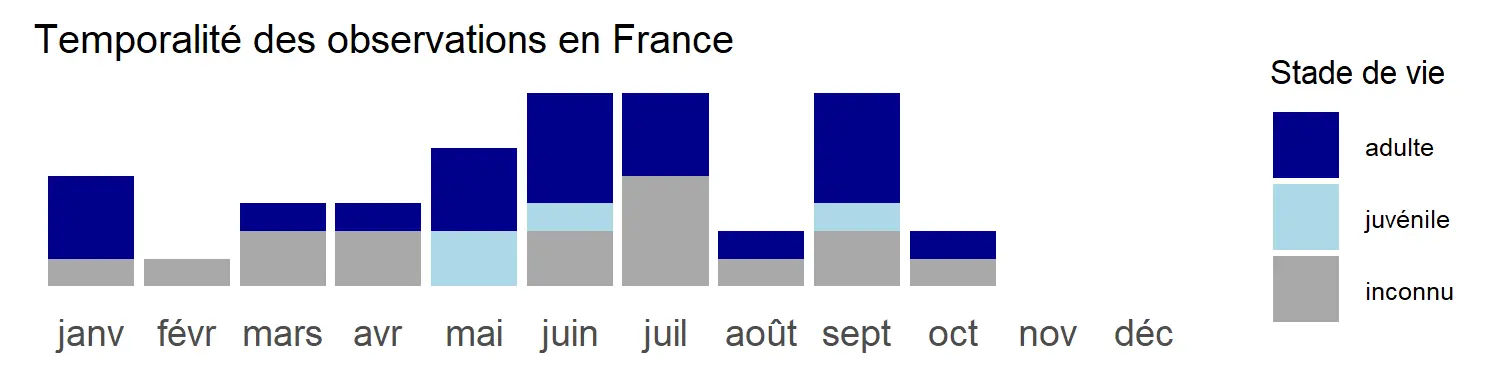 Temporalité des observations en France
Stade de vie
adulte
juvénile
inconnu
janv févr mars avr mai juin juil août sept oct nov déc